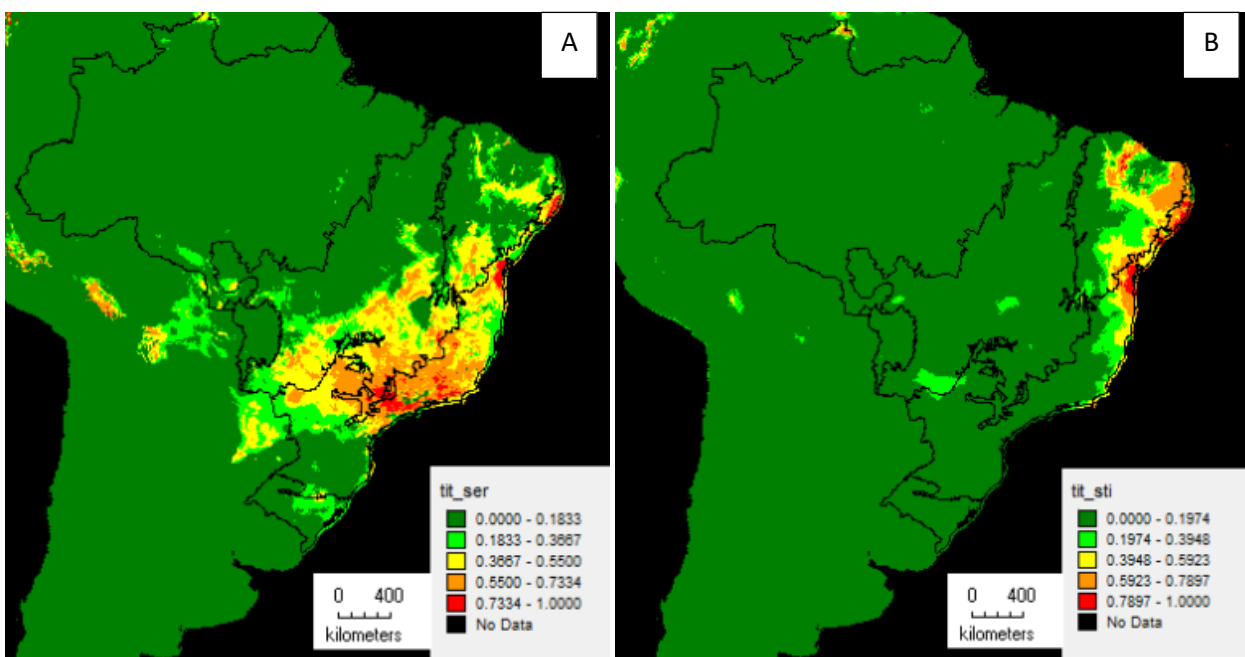 A
tit_ser
0.0000 - 0.1833
0.1833 - 0.3667
0.3667 - 0.5500
0.5500 - 0.7334
0.7334 - 1.0000
No Data
0 400
kilometers
B
tit_sti
0.0000 - 0.1974
0.1974 - 0.3948
0.3948 - 0.5923
0.5923 - 0.7897
0.7897 - 1.0000
No Data
0 400
kilometers